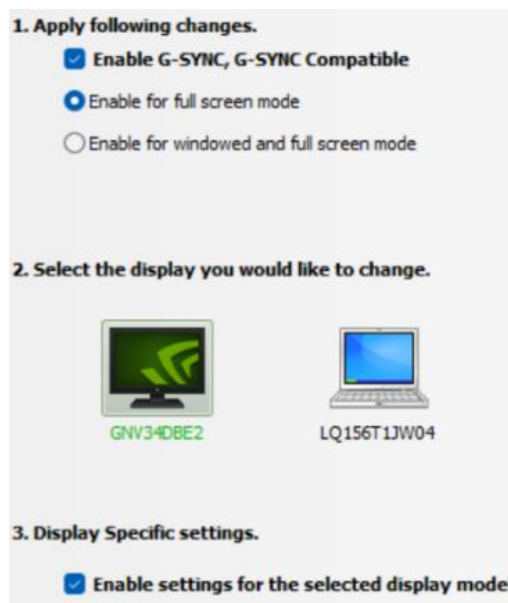 1. Apply following changes.
Enable G-SYNC, G-SYNC Compatible
Enable for full screen mode
Enable for windowed and full screen mode
2. Select the display you would like to change.
GNV34DBE2
LQ156T1JW04
3. Display Specific settings.
Enable settings for the selected display mode